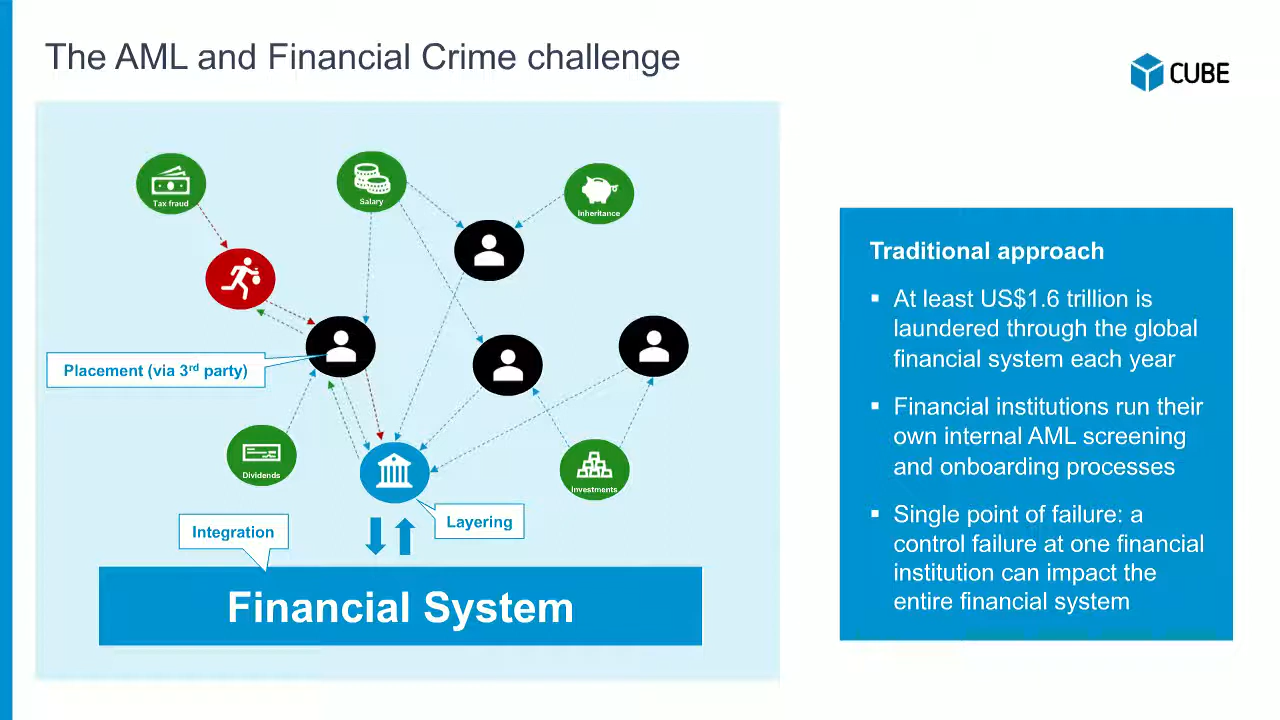 The AML and Financial Crime challenge
CUBE
Tax fraud
Salary
Inheritance
Placement (via 3rd party)
Dividends
Investments
Integration
Layering
Financial System
Traditional approach
▪ At least US$1.6 trillion is
laundered through the global
financial system each year
▪ Financial institutions run their
own internal AML screening
and onboarding processes
▪ Single point of failure: a
control failure at one financial
institution can impact the
entire financial system